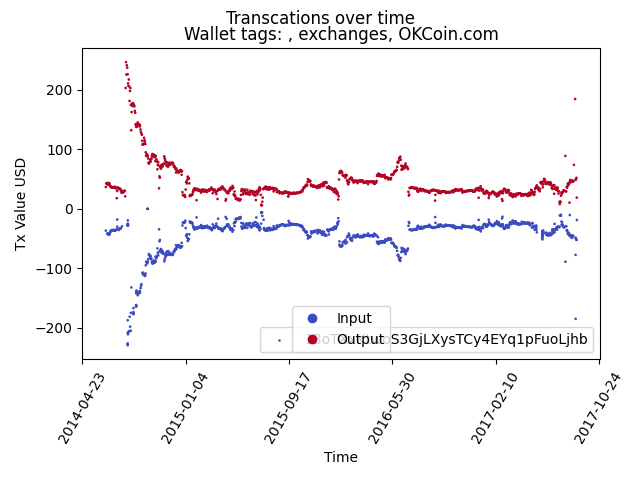 Transcations over time
Wallet tags: , exchanges, OKCoin.com
Tx Value USD
200
100
0
−100
−200
Input
Output
2014-04-23
2015-01-04
2015-09-17
2016-05-30
2017-02-10
2017-10-24
Time